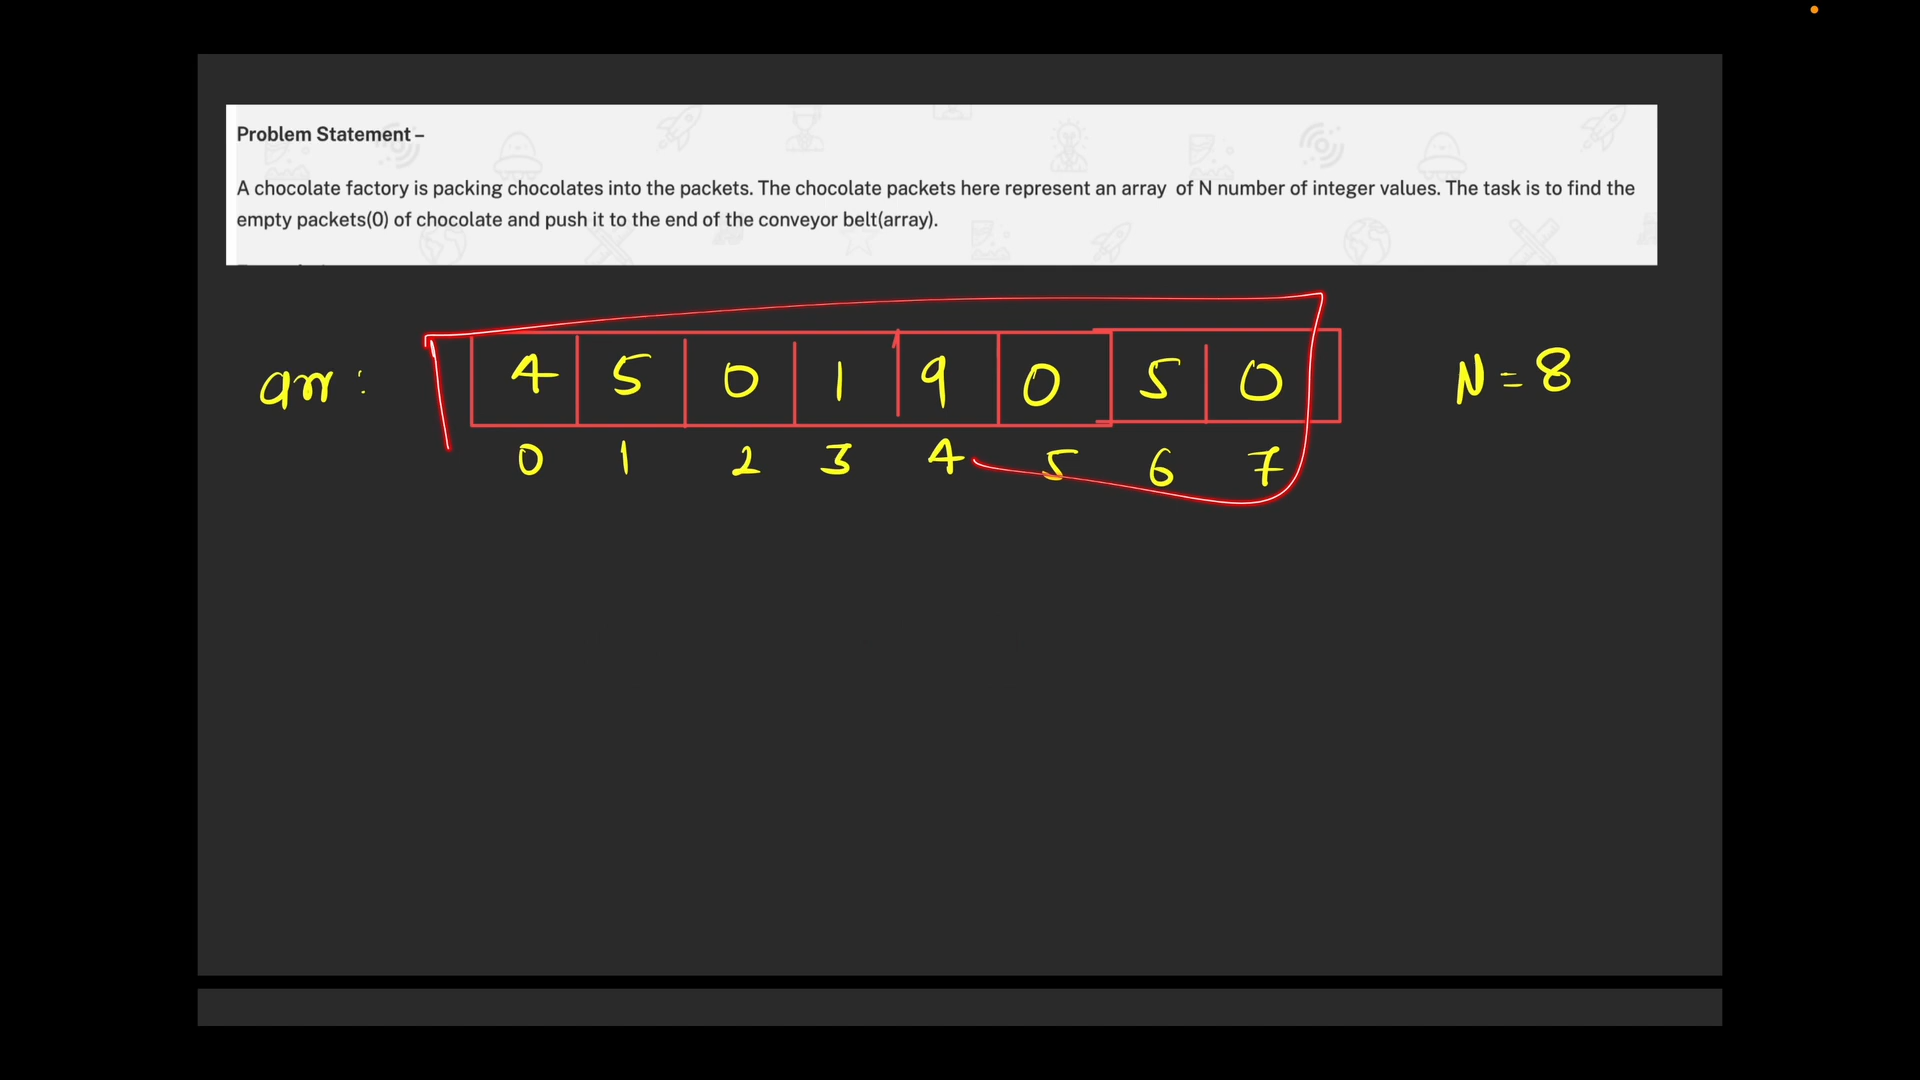 Problem Statement –
A chocolate factory is packing chocolates into the packets. The chocolate packets here represent an array of N number of integer values. The task is to find the
empty packets(0) of chocolate and push it to the end of the conveyor belt(array).
arr : 4 5 0 1 9 0 5 0 N = 8
0 1 2 3 4 5 6 7